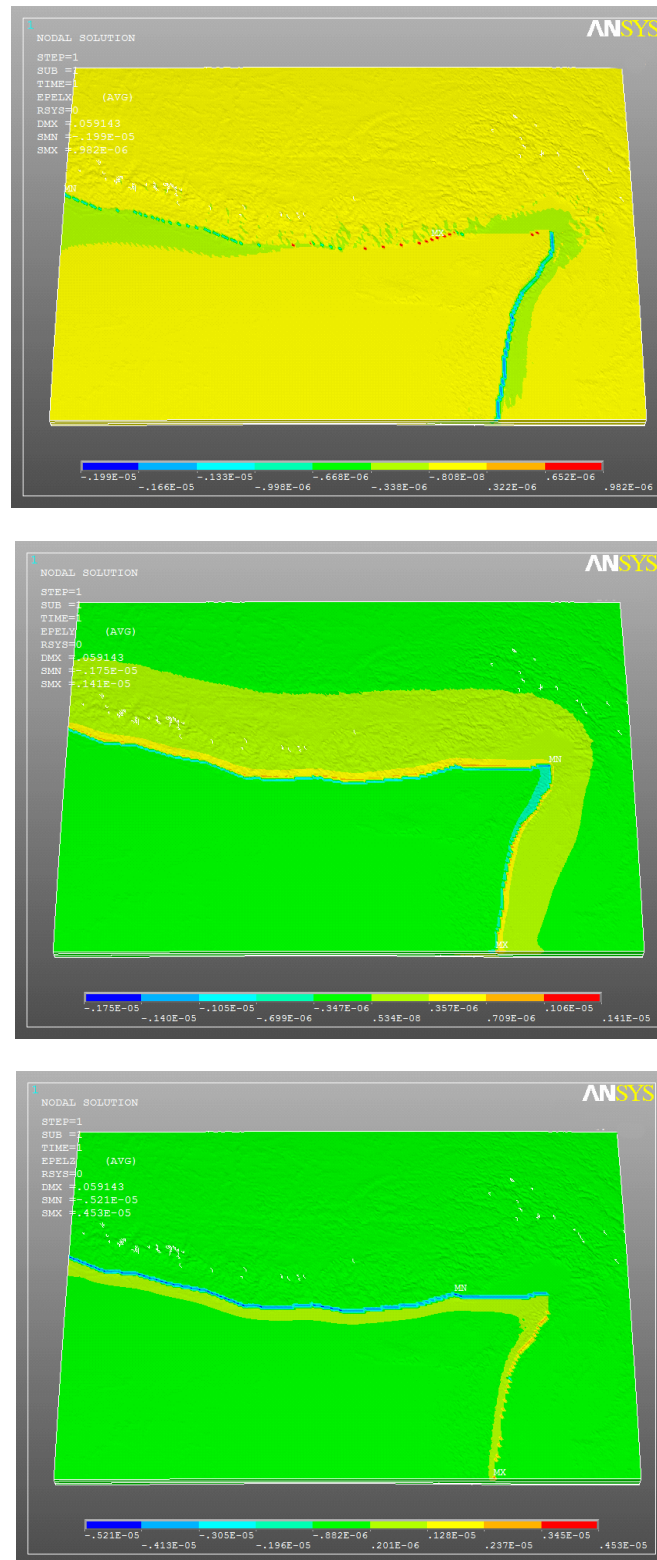 1
ANSYS
NODAL SOLUTION
STEP=1
SUB =1
TIME=1
EPELX (AVG)
RSYS=0
DMX =.059143
SMN =-.199E-05
SMX =.982E-06
MN
MX
-.199E-05 -.133E-05 -.668E-06 -.808E-08 .652E-06
-.166E-05 -.998E-06 -.338E-06 .322E-06 .982E-06
1
ANSYS
NODAL SOLUTION
STEP=1
SUB =1
TIME=1
EPELY (AVG)
RSYS=0
DMX =.059143
SMN =-.175E-05
SMX =.141E-05
MN
MX
-.175E-05 -.105E-05 -.347E-06 .357E-06 .106E-05
-.140E-05 -.699E-06 .534E-08 .709E-06 .141E-05
1
ANSYS
NODAL SOLUTION
STEP=1
SUB =1
TIME=1
EPELZ (AVG)
RSYS=0
DMX =.059143
SMN =-.521E-05
SMX =.453E-05
MN
MX
-.521E-05 -.305E-05 -.882E-06 .128E-05 .345E-05
-.413E-05 -.196E-05 .201E-06 .237E-05 .453E-05